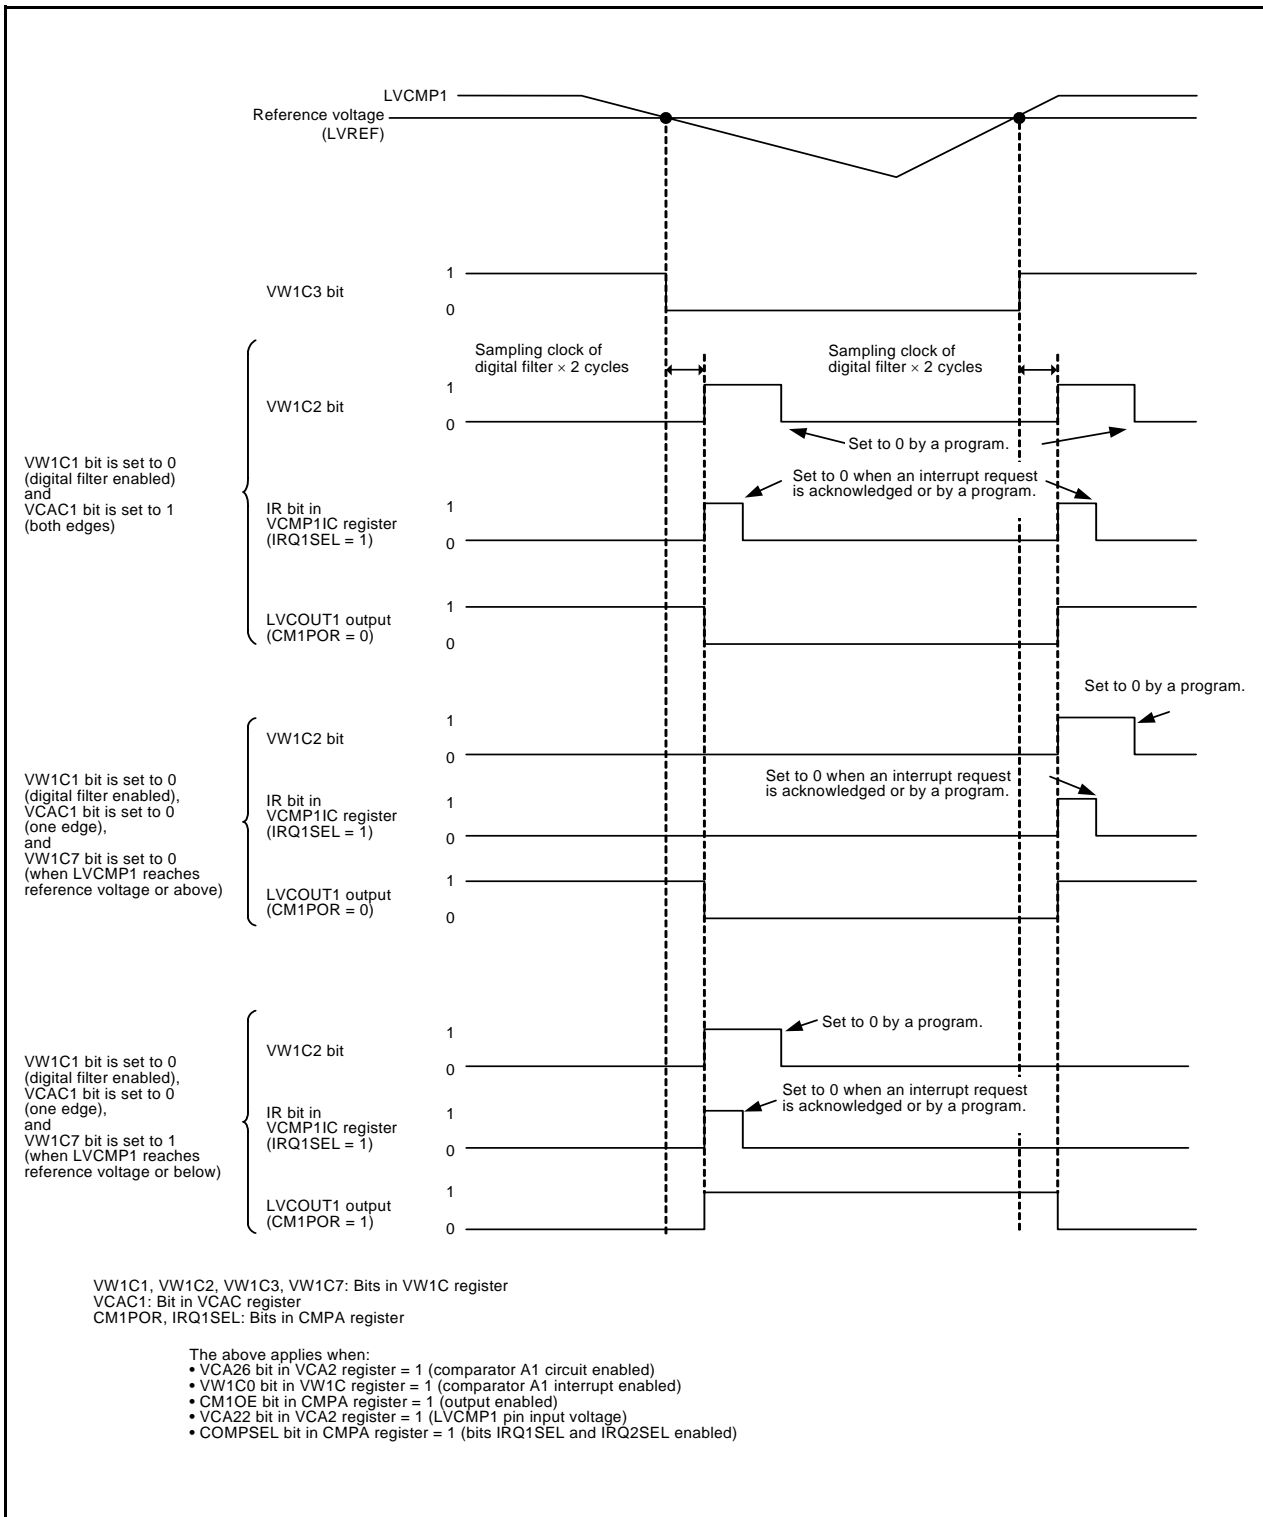 LVCMP1
Reference voltage
(LVREF)
VW1C3 bit
1
0
Sampling clock of
digital filter × 2 cycles
Sampling clock of
digital filter × 2 cycles
VW1C2 bit
1
0
Set to 0 by a program.
VW1C1 bit is set to 0
(digital filter enabled)
and
VCAC1 bit is set to 1
(both edges)
Set to 0 when an interrupt request
is acknowledged or by a program.
IR bit in
VCMP1IC register
(IRQ1SEL = 1)
1
0
LVCOUT1 output
(CM1POR = 0)
1
0
Set to 0 by a program.
VW1C2 bit
1
0
VW1C1 bit is set to 0
(digital filter enabled),
VCAC1 bit is set to 0
(one edge),
and
VW1C7 bit is set to 0
(when LVCMP1 reaches
reference voltage or above)
Set to 0 when an interrupt request
is acknowledged or by a program.
IR bit in
VCMP1IC register
(IRQ1SEL = 1)
1
0
LVCOUT1 output
(CM1POR = 0)
1
0
Set to 0 by a program.
VW1C2 bit
1
0
VW1C1 bit is set to 0
(digital filter enabled),
VCAC1 bit is set to 0
(one edge),
and
VW1C7 bit is set to 1
(when LVCMP1 reaches
reference voltage or below)
Set to 0 when an interrupt request
is acknowledged or by a program.
IR bit in
VCMP1IC register
(IRQ1SEL = 1)
1
0
LVCOUT1 output
(CM1POR = 1)
1
0
VW1C1, VW1C2, VW1C3, VW1C7: Bits in VW1C register
VCAC1: Bit in VCAC register
CM1POR, IRQ1SEL: Bits in CMPA register
The above applies when:
• VCA26 bit in VCA2 register = 1 (comparator A1 circuit enabled)
• VW1C0 bit in VW1C register = 1 (comparator A1 interrupt enabled)
• CM1OE bit in CMPA register = 1 (output enabled)
• VCA22 bit in VCA2 register = 1 (LVCMP1 pin input voltage)
• COMPSEL bit in CMPA register = 1 (bits IRQ1SEL and IRQ2SEL enabled)